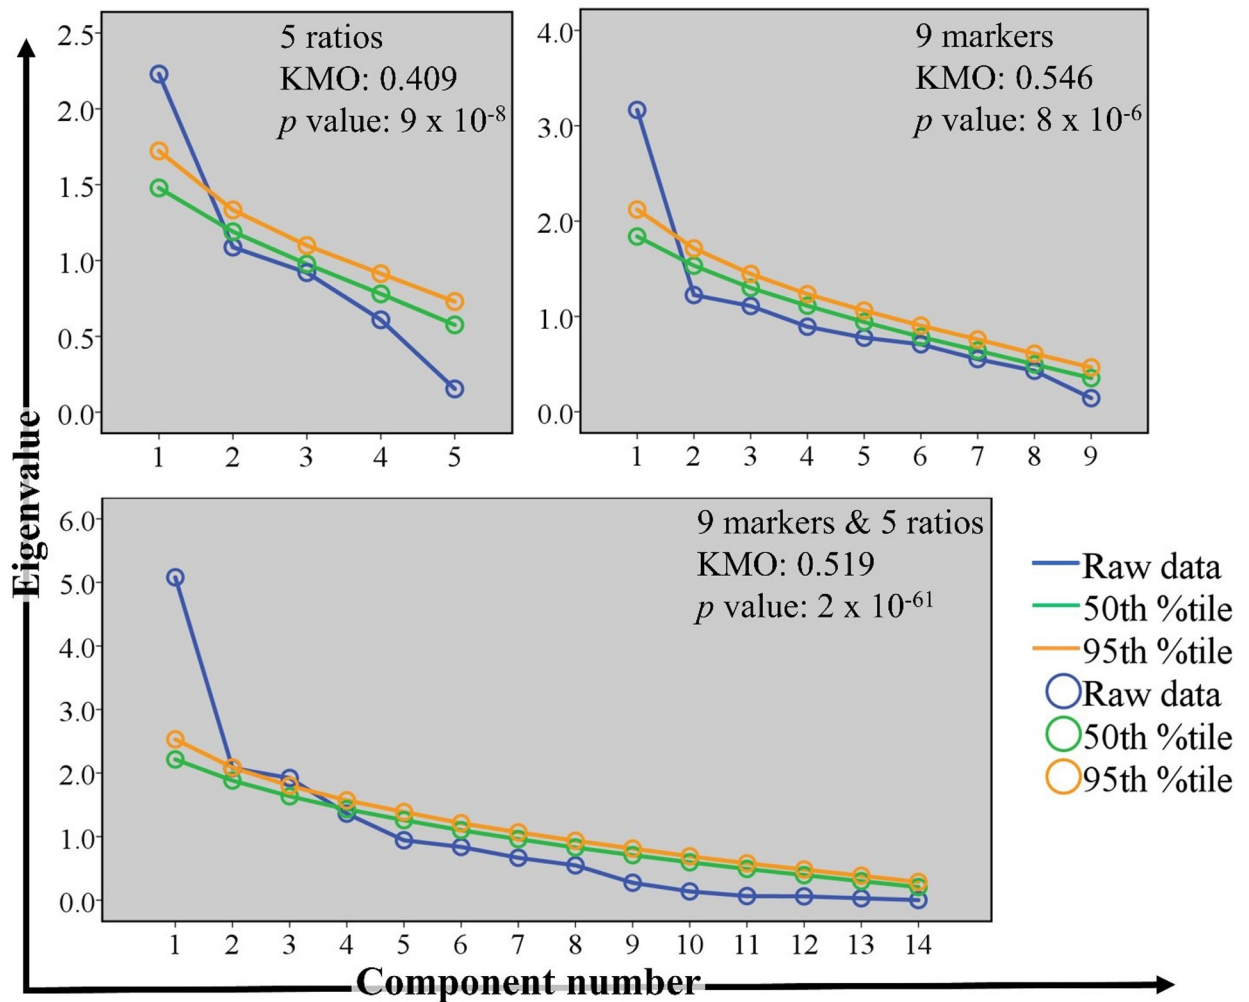 5 ratios
KMO: 0.409
p value: 9 x 10-8
2.5
2.0
1.5
1.0
0.5
0.0
1 2 3 4 5
9 markers
KMO: 0.546
p value: 8 x 10-6
4.0
3.0
2.0
1.0
0.0
1 2 3 4 5 6 7 8 9
Eigenvalue
9 markers & 5 ratios
KMO: 0.519
p value: 2 x 10-61
6.0
5.0
4.0
3.0
2.0
1.0
0.0
1 2 3 4 5 6 7 8 9 10 11 12 13 14
Component number
Raw data
50th %tile
95th %tile
Raw data
50th %tile
95th %tile